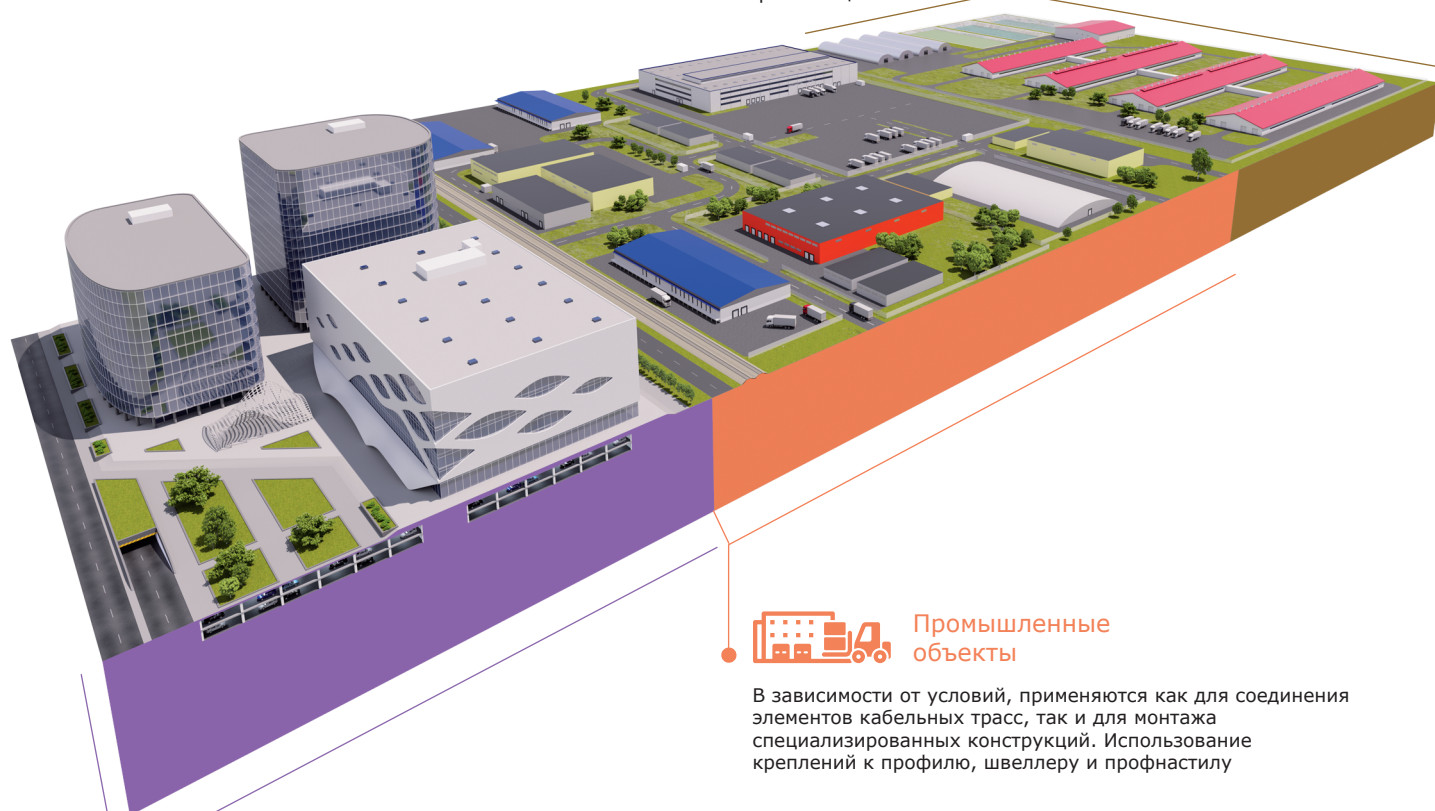 Промышленные
объекты
В зависимости от условий, применяются как для соединения
элементов кабельных трасс, так и для монтажа
специализированных конструкций. Использование
креплений к профилю, швеллеру и профнастилу